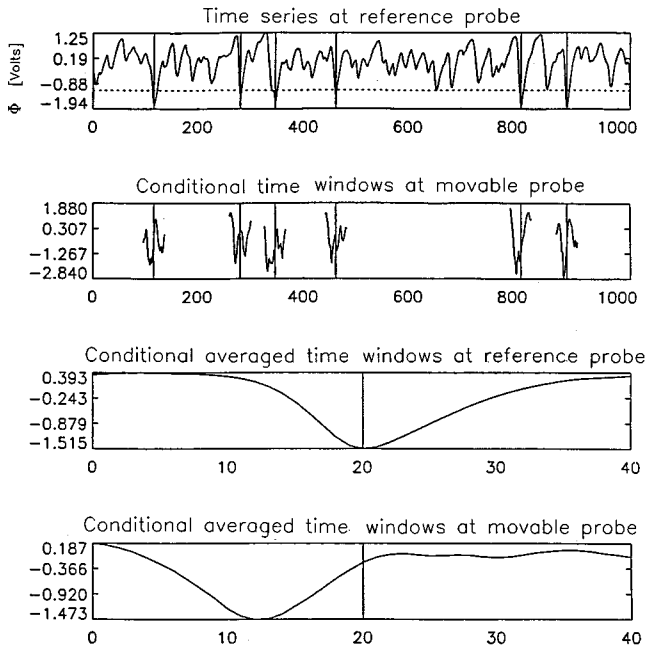 Time series at reference probe
Φ [Volts]
1.25
0.19
-0.88
-1.94
0 200 400 600 800 1000
Conditional time windows at movable probe
1.880
0.307
-1.267
-2.840
0 200 400 600 800 1000
Conditional averaged time windows at reference probe
0.393
-0.243
-0.879
-1.515
0 10 20 30 40
Conditional averaged time windows at movable probe
0.187
-0.366
-0.920
-1.473
0 10 20 30 40